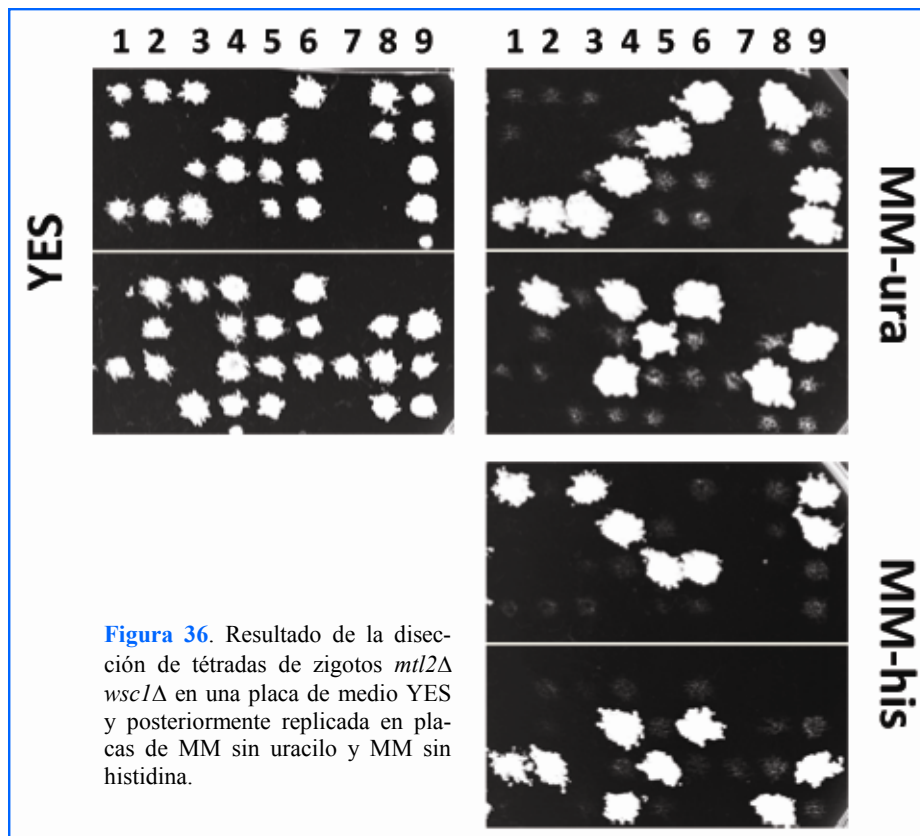 1 2 3 4 5 6 7 8 9
1 2 3 4 5 6 7 8 9
YES
MM-ura
MM-his
Figura 36. Resultado de la disec-
ción de tétradas de zigotos mtl2Δ
wsc1Δ en una placa de medio YES
y posteriormente replicada en pla-
cas de MM sin uracilo y MM sin
histidina.